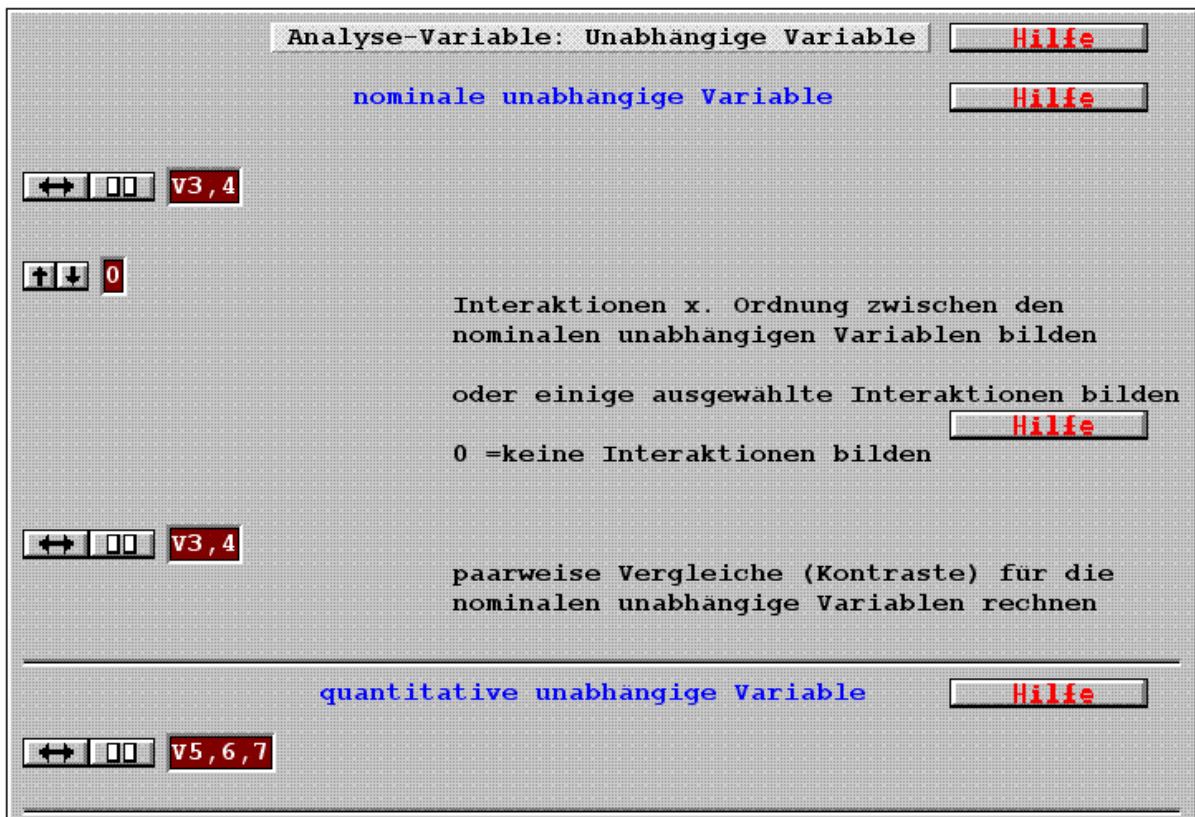 Analyse-Variable: Unabhängige Variable Hilfe
nominale unabhängige Variable Hilfe
V3,4
0
Interaktionen x. Ordnung zwischen den
nominalen unabhängigen Variablen bilden
oder einige ausgewählte Interaktionen bilden
Hilfe
0 =keine Interaktionen bilden
V3,4
paarweise Vergleiche (Kontraste) für die
nominalen unabhängige Variablen rechnen
quantitative unabhängige Variable Hilfe
V5,6,7